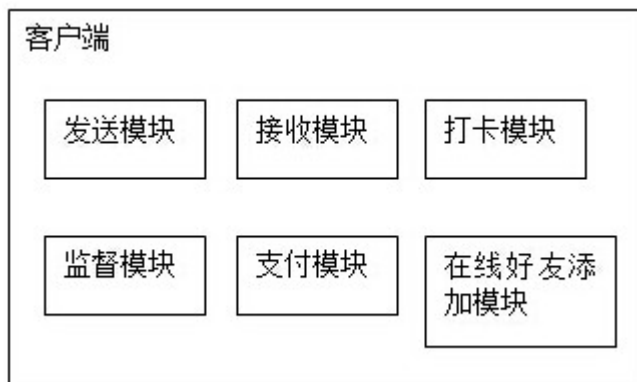 客户端
发送模块
接收模块
打卡模块
监督模块
支付模块
在线好友添
加模块